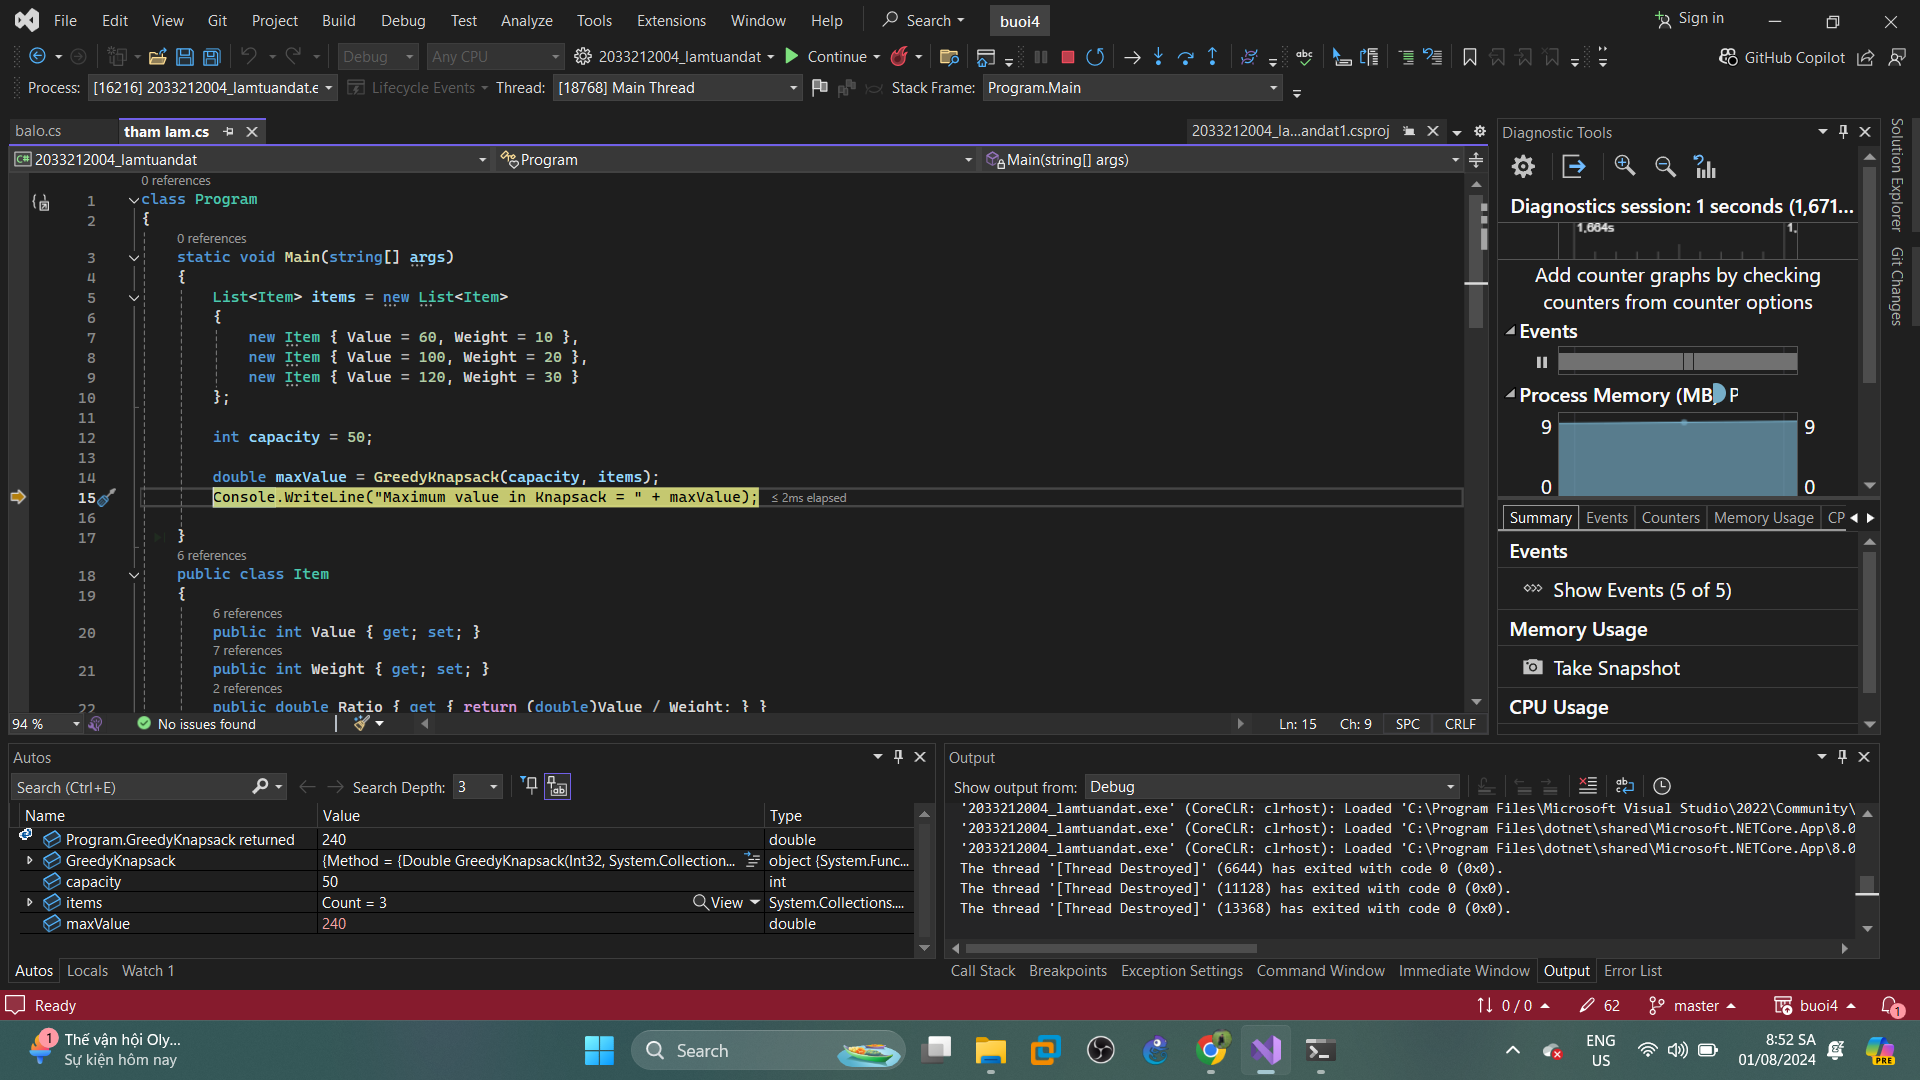 File Edit View Git Project Build Debug Test Analyze Tools Extensions Window Help Search buoi4 Sign in
Debug Any CPU 2033212004_lamtuandat Continue GitHub Copilot
Process: [16216] 2033212004_lamtuandat.e Lifecycle Events Thread: [18768] Main Thread Stack Frame: Program.Main
balo.cs tham lam.cs 2033212004_la...andat1.csproj
2033212004_lamtuandat Program Main(string[] args)
0 references
1 class Program
2 {
0 references
3 static void Main(string[] args)
4 {
5 List<Item> items = new List<Item>
6 {
7 new Item { Value = 60, Weight = 10 },
8 new Item { Value = 100, Weight = 20 },
9 new Item { Value = 120, Weight = 30 }
10 };
11
12 int capacity = 50;
13
14 double maxValue = GreedyKnapsack(capacity, items);
15 Console.WriteLine("Maximum value in Knapsack = " + maxValue); ≤ 2ms elapsed
16
17 }
6 references
18 public class Item
19 {
6 references
20 public int Value { get; set; }
7 references
21 public int Weight { get; set; }
2 references
22 public double Ratio { get { return (double)Value / Weight; } }
94 % No issues found Ln: 15 Ch: 9 SPC CRLF
Diagnostic Tools
Diagnostics session: 1 seconds (1,671...
1,664s 1,
Add counter graphs by checking
counters from counter options
Events
Process Memory (MB) P
9 9
0 0
Summary Events Counters Memory Usage CP
Events
Show Events (5 of 5)
Memory Usage
Take Snapshot
CPU Usage
Solution Explorer
Git Changes
Autos
Search (Ctrl+E) Search Depth: 3
Name Value Type
Program.GreedyKnapsack returned 240 double
GreedyKnapsack {Method = {Double GreedyKnapsack(Int32, System.Collection... object {System.Func...
capacity 50 int
items Count = 3 View System.Collections....
maxValue 240 double
Autos Locals Watch 1
Output
Show output from: Debug
'2033212004_lamtuandat.exe' (CoreCLR: clrhost): Loaded 'C:\Program Files\Microsoft Visual Studio\2022\Community\
'2033212004_lamtuandat.exe' (CoreCLR: clrhost): Loaded 'C:\Program Files\dotnet\shared\Microsoft.NETCore.App\8.0
'2033212004_lamtuandat.exe' (CoreCLR: clrhost): Loaded 'C:\Program Files\dotnet\shared\Microsoft.NETCore.App\8.0
The thread '[Thread Destroyed]' (6644) has exited with code 0 (0x0).
The thread '[Thread Destroyed]' (11128) has exited with code 0 (0x0).
The thread '[Thread Destroyed]' (13368) has exited with code 0 (0x0).
Call Stack Breakpoints Exception Settings Command Window Immediate Window Output Error List
Ready 0 / 0 62 master buoi4 1
1 Thế vận hội Oly...
Sự kiện hôm nay
Search
ENG
US
8:52 SA
01/08/2024
PRE